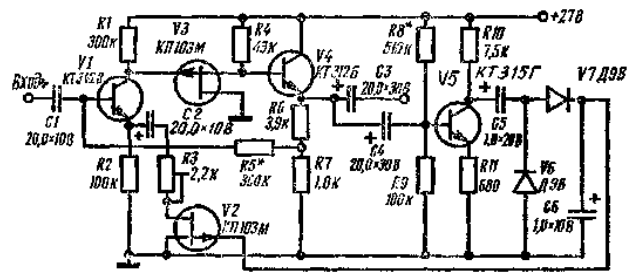 R1
300к
V3
КП103М
R4
43к
V4
КТ312Б
R8*
510к
R10
7,5к
+27В
V1
Вход
C1
20,0×10В
C2
20,0×10В
R6
3,9к
C3
20,0×30В
V5
КТ315Г
V7 Д9В
C5
1,0×20В
R2
100к
R3
2,2к
R5*
R7
1,0к
C4
20,0×30В
R9
100к
R11
680
V6
Д9В
C6
1,0×10В
V2
КП103М